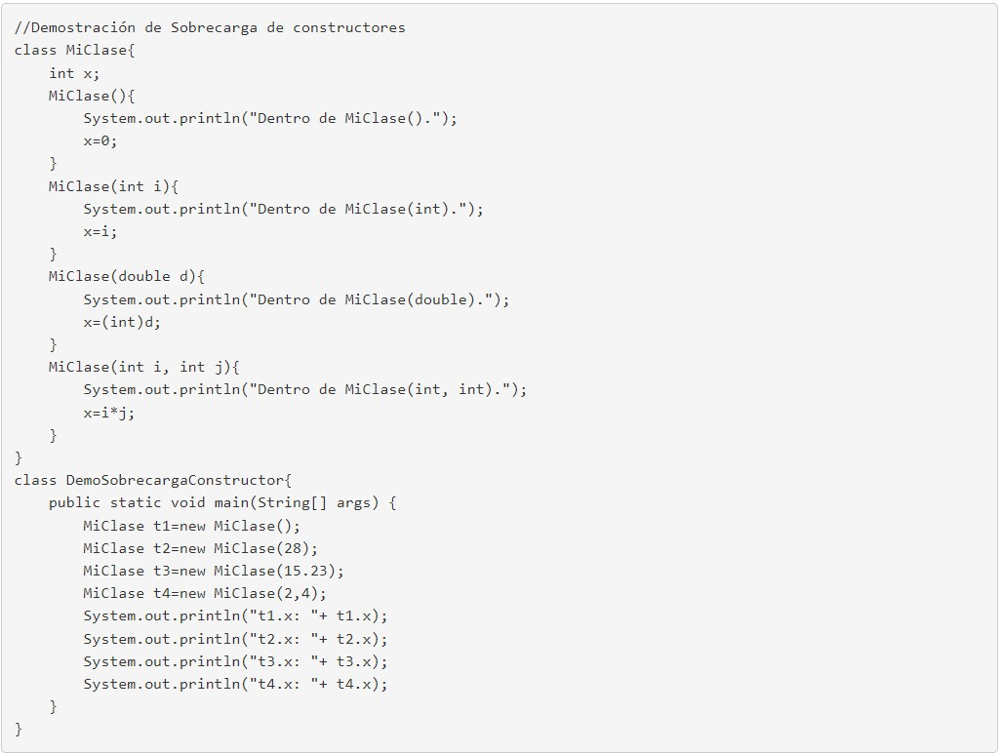 //Demostración de Sobrecarga de constructores
class MiClase{
    int x;
    MiClase(){
        System.out.println("Dentro de MiClase().");
        x=0;
    }
    MiClase(int i){
        System.out.println("Dentro de MiClase(int).");
        x=i;
    }
    MiClase(double d){
        System.out.println("Dentro de MiClase(double).");
        x=(int)d;
    }
    MiClase(int i, int j){
        System.out.println("Dentro de MiClase(int, int).");
        x=i*j;
    }
}
class DemoSobrecargaConstructor{
    public static void main(String[] args) {
        MiClase t1=new MiClase();
        MiClase t2=new MiClase(28);
        MiClase t3=new MiClase(15.23);
        MiClase t4=new MiClase(2,4);
        System.out.println("t1.x: "+ t1.x);
        System.out.println("t2.x: "+ t2.x);
        System.out.println("t3.x: "+ t3.x);
        System.out.println("t4.x: "+ t4.x);
    }
}